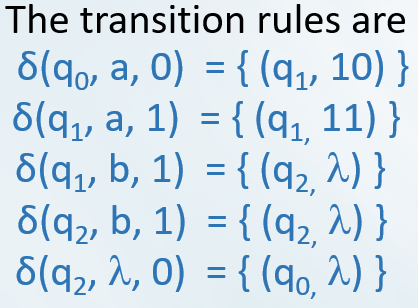 The transition rules are
δ(q₀, a, 0) = { (q₁, 10) }
δ(q₁, a, 1) = { (q₁, 11) }
δ(q₁, b, 1) = { (q₂, λ) }
δ(q₂, b, 1) = { (q₂, λ) }
δ(q₂, λ, 0) = { (q₀, λ) }